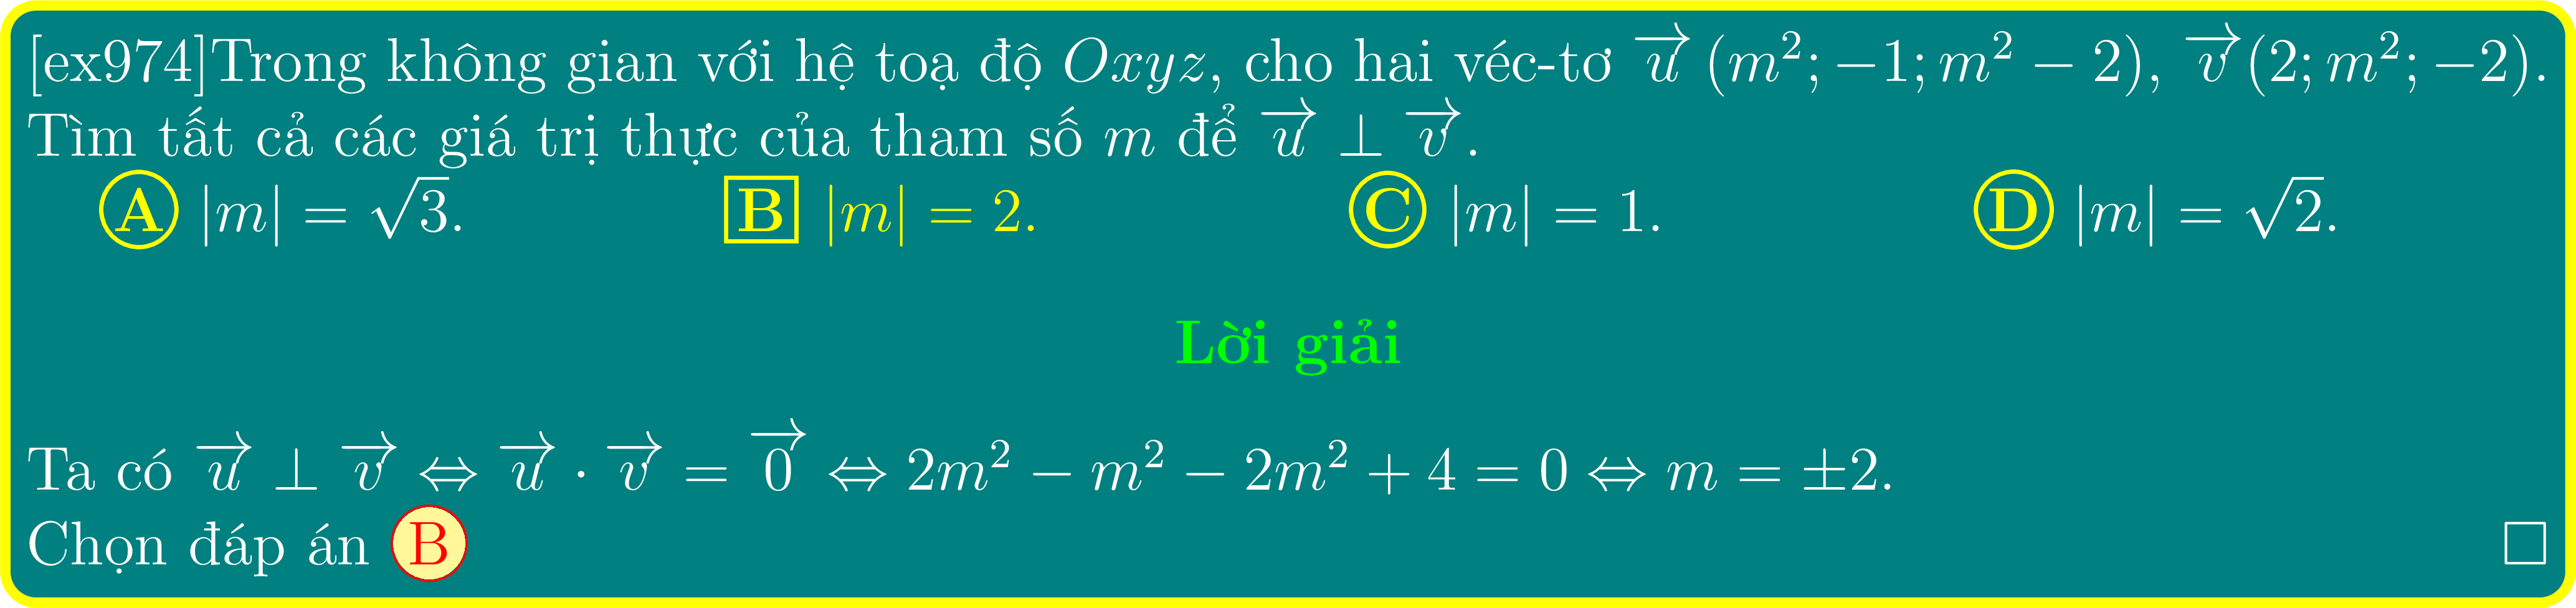 [ex974]Trong không gian với hệ toạ độ $Oxyz$, cho hai véc-tơ $\overrightarrow{u}(m^2; -1; m^2 - 2)$, $\overrightarrow{v}(2; m^2; -2)$.
Tìm tất cả các giá trị thực của tham số $m$ để $\overrightarrow{u} \perp \overrightarrow{v}$.
A $|m| = \sqrt{3}$. B $|m| = 2$. C $|m| = 1$. D $|m| = \sqrt{2}$.
Lời giải
Ta có $\overrightarrow{u} \perp \overrightarrow{v} \Leftrightarrow \overrightarrow{u} \cdot \overrightarrow{v} = \overrightarrow{0} \Leftrightarrow 2m^2 - m^2 - 2m^2 + 4 = 0 \Leftrightarrow m = \pm 2$.
Chọn đáp án B □